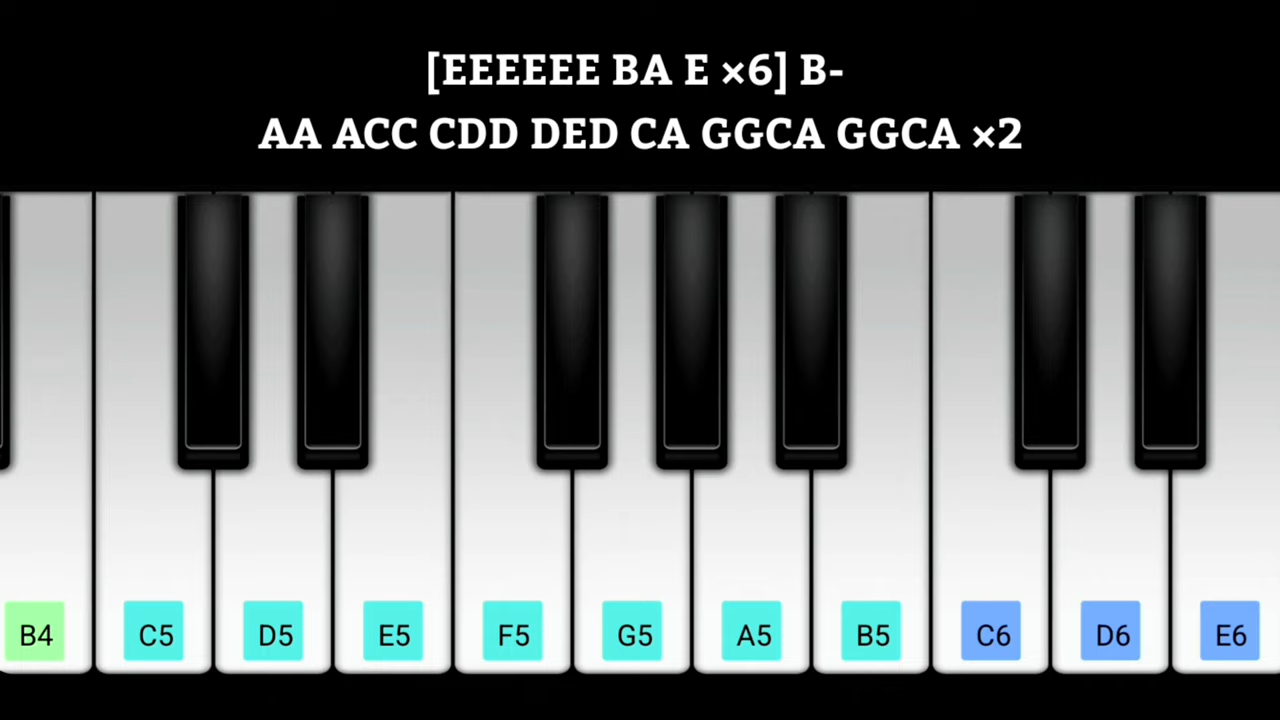 [EEEEEE BA E ×6] B-
AA ACC CDD DED CA GGCA GGCA ×2
B4 C5 D5 E5 F5 G5 A5 B5 C6 D6 E6